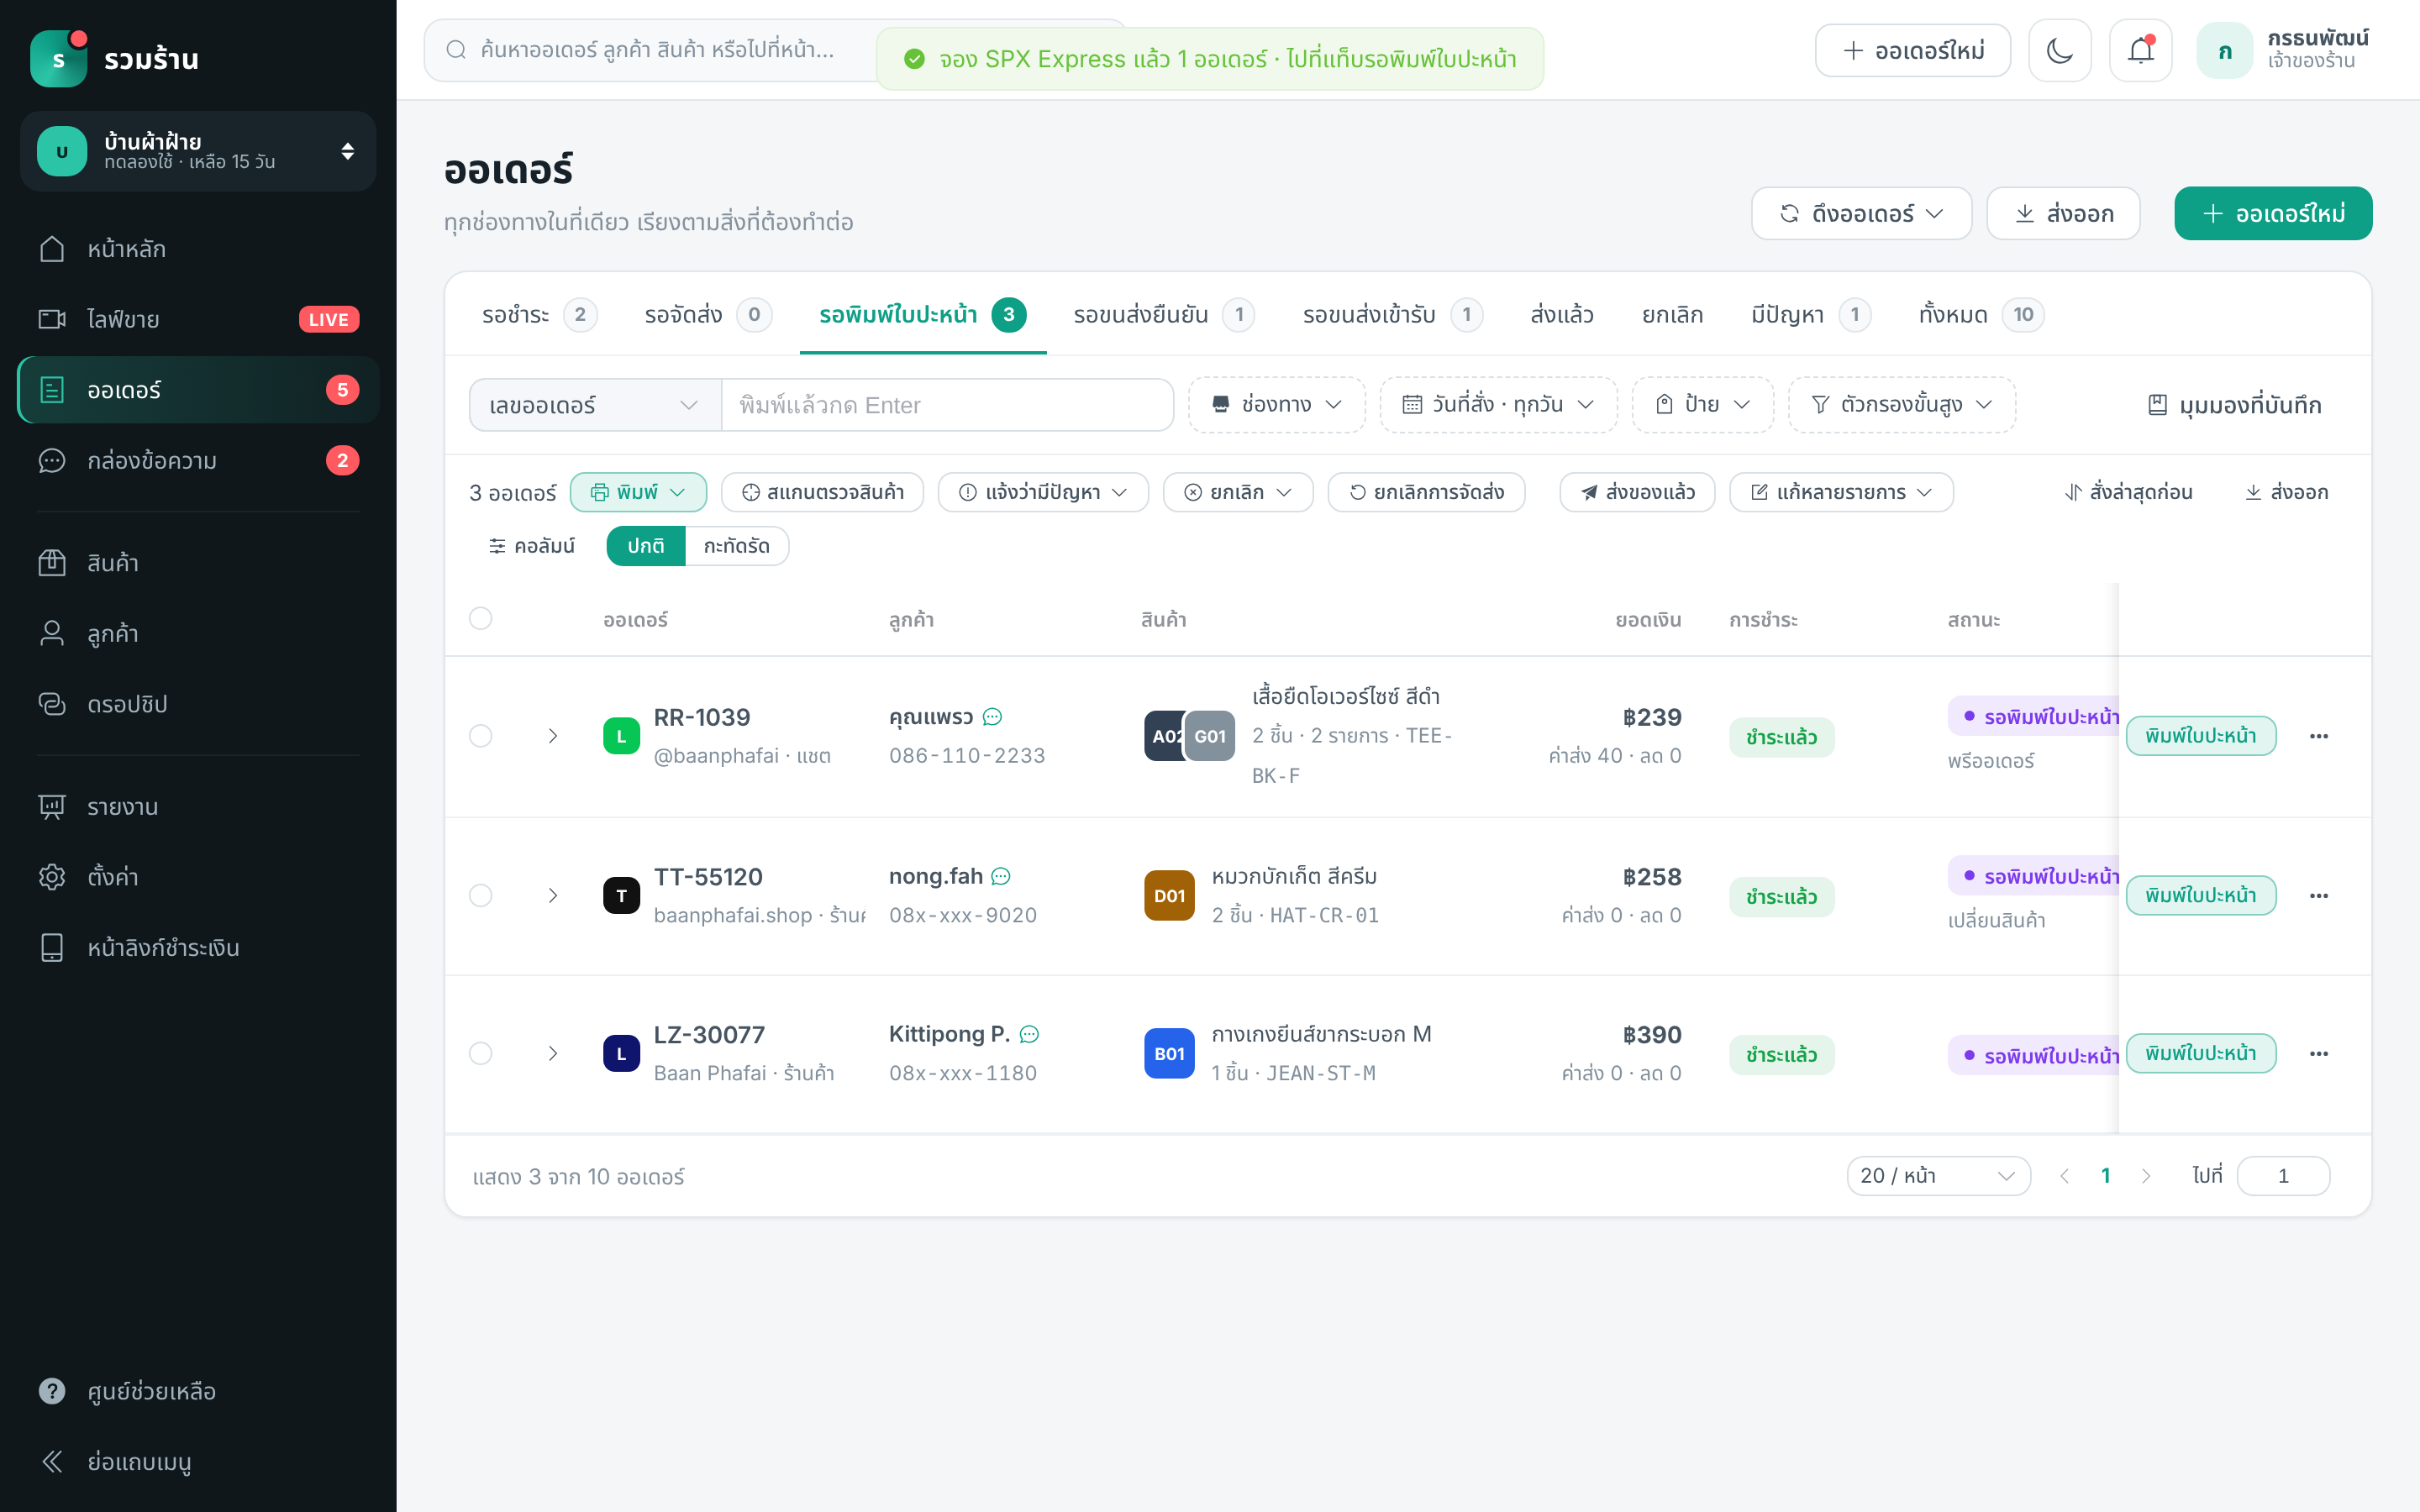 s รวมร้าน
บ บ้านผ้าฝ้าย
ทดลองใช้ · เหลือ 15 วัน
หน้าหลัก
ไลฟ์ขาย LIVE
ออเดอร์ 5
กล่องข้อความ 2
สินค้า
ลูกค้า
ดรอปชิป
รายงาน
ตั้งค่า
หน้าลิงก์ชำระเงิน
ศูนย์ช่วยเหลือ
ย่อแถบเมนู
ค้นหาออเดอร์ ลูกค้า สินค้า หรือไปที่หน้า...
จอง SPX Express แล้ว 1 ออเดอร์ · ไปที่แท็บรอพิมพ์ใบปะหน้า
ออเดอร์ใหม่
ก กรธนพัฒน์
เจ้าของร้าน
ออเดอร์
ทุกช่องทางในที่เดียว เรียงตามสิ่งที่ต้องทำต่อ
ดึงออเดอร์ ส่งออก ออเดอร์ใหม่
รอชำระ 2 รอจัดส่ง 0 รอพิมพ์ใบปะหน้า 3 รอขนส่งยืนยัน 1 รอขนส่งเข้ารับ 1 ส่งแล้ว ยกเลิก มีปัญหา 1 ทั้งหมด 10
เลขออเดอร์ พิมพ์แล้วกด Enter ช่องทาง วันที่สั่ง · ทุกวัน ป้าย ตัวกรองขั้นสูง มุมมองที่บันทึก
3 ออเดอร์ พิมพ์ สแกนตรวจสินค้า แจ้งว่ามีปัญหา ยกเลิก ยกเลิกการจัดส่ง ส่งของแล้ว แก้หลายรายการ สั่งล่าสุดก่อน ส่งออก
คอลัมน์ ปกติ กะทัดรัด
ออเดอร์ ลูกค้า สินค้า ยอดเงิน การชำระ สถานะ
L RR-1039
@baanphafai · แชต
คุณแพรว
086-110-2233
A02 G01
เสื้อยืดโอเวอร์ไซซ์ สีดำ
2 ชิ้น · 2 รายการ · TEE-
BK-F
฿239
ค่าส่ง 40 · ลด 0
ชำระแล้ว
รอพิมพ์ใบปะหน้า
พรีออเดอร์
พิมพ์ใบปะหน้า
T TT-55120
baanphafai.shop · ร้านค้
nong.fah
08x-xxx-9020
D01
หมวกบักเก็ต สีครีม
2 ชิ้น · HAT-CR-01
฿258
ค่าส่ง 0 · ลด 0
ชำระแล้ว
รอพิมพ์ใบปะหน้า
เปลี่ยนสินค้า
พิมพ์ใบปะหน้า
L LZ-30077
Baan Phafai · ร้านค้า
Kittipong P.
08x-xxx-1180
B01
กางเกงยีนส์ขากระบอก M
1 ชิ้น · JEAN-ST-M
฿390
ค่าส่ง 0 · ลด 0
ชำระแล้ว
รอพิมพ์ใบปะหน้า
พิมพ์ใบปะหน้า
แสดง 3 จาก 10 ออเดอร์
20 / หน้า 1 ไปที่ 1